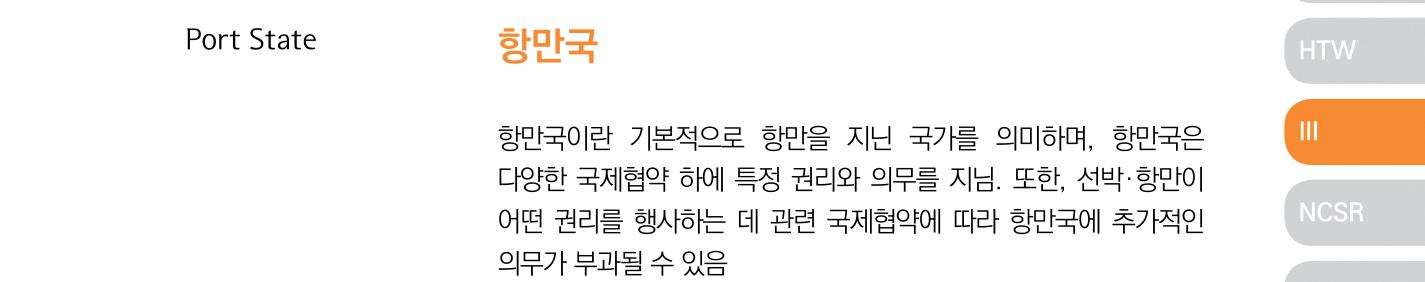 Port State
항만국
항만국이란 기본적으로 항만을 지닌 국가를 의미하며, 항만국은
다양한 국제협약 하에 특정 권리와 의무를 지님. 또한, 선박·항만이
어떤 권리를 행사하는 데 관련 국제협약에 따라 항만국에 추가적인
의무가 부과될 수 있음
HTW
III
NCSR